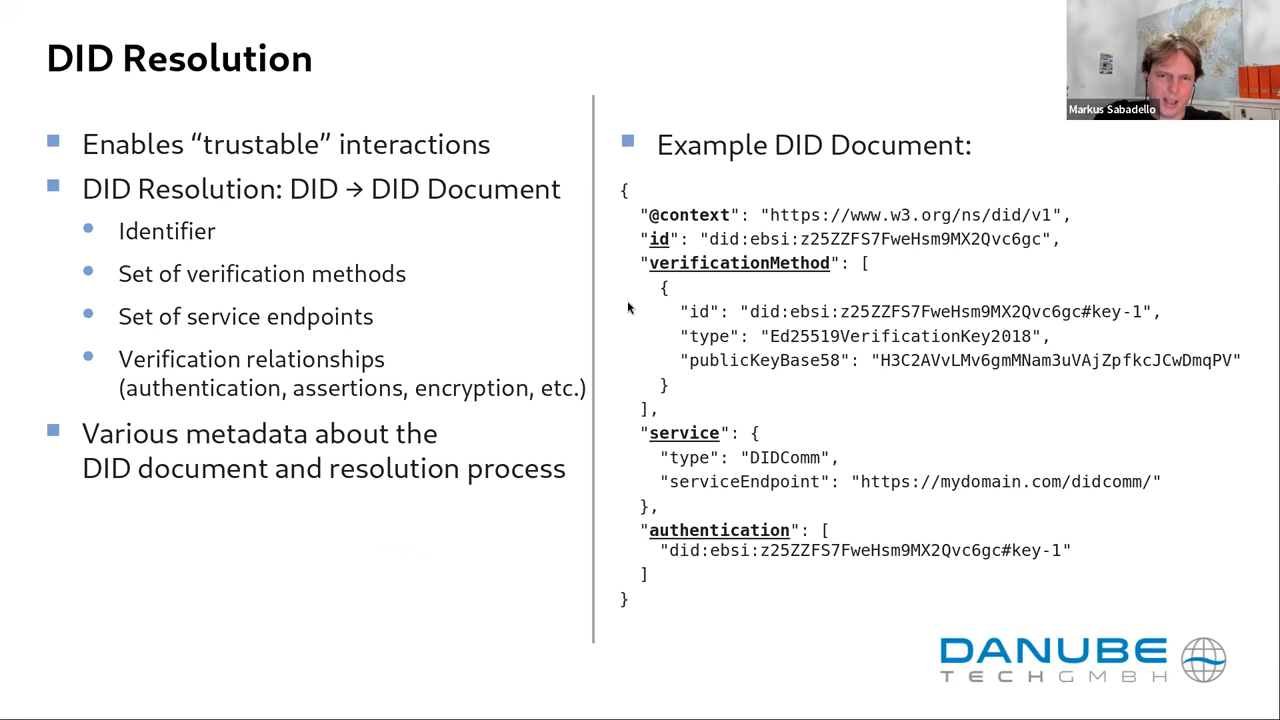 DID Resolution
Markus Sabadello
Enables “trustable” interactions
DID Resolution: DID → DID Document
Identifier
Set of verification methods
Set of service endpoints
Verification relationships
(authentication, assertions, encryption, etc.)
Various metadata about the
DID document and resolution process
Example DID Document:
{
"@context": "https://www.w3.org/ns/did/v1",
"id": "did:ebsi:z25ZZFS7FweHsm9MX2Qvc6gc",
"verificationMethod": [
{
"id": "did:ebsi:z25ZZFS7FweHsm9MX2Qvc6gc#key-1",
"type": "Ed25519VerificationKey2018",
"publicKeyBase58": "H3C2AVvLMv6gmMNam3uVAjZpfkcJCwDmqPV"
}
],
"service": {
"type": "DIDComm",
"serviceEndpoint": "https://mydomain.com/didcomm/"
},
"authentication": [
"did:ebsi:z25ZZFS7FweHsm9MX2Qvc6gc#key-1"
]
}
DANUBE
TECH GMBH